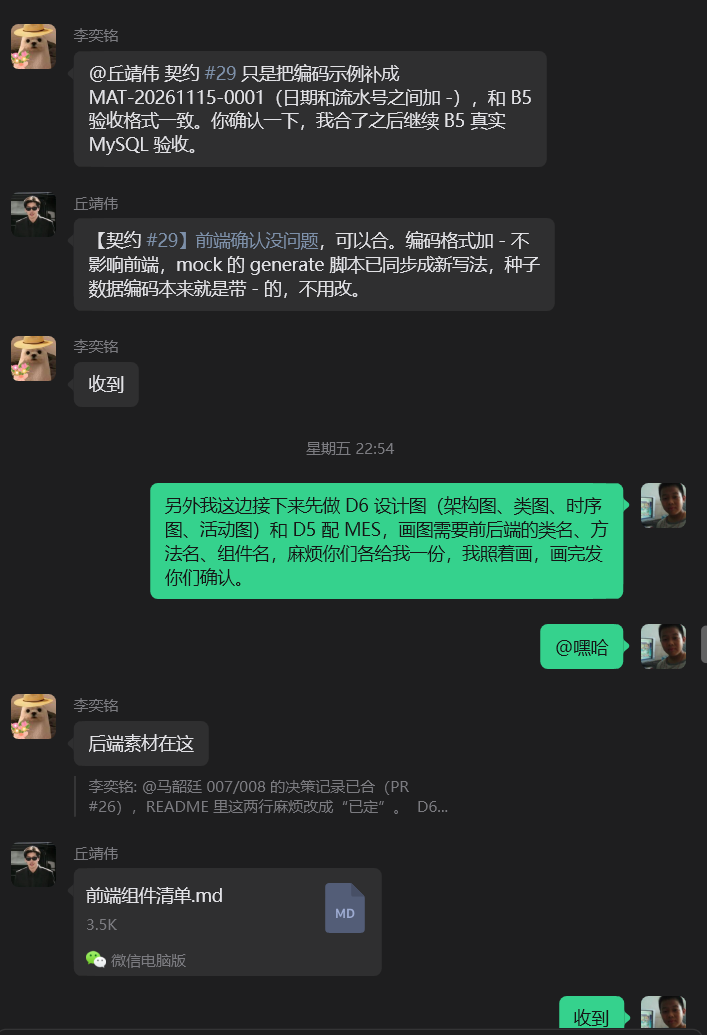 李奕铭
@丘靖伟 契约 #29 只是把编码示例补成
MAT-20261115-0001（日期和流水号之间加 -），和 B5
验收格式一致。你确认一下，我合了之后继续 B5 真实
MySQL 验收。
丘靖伟
【契约 #29】前端确认没问题，可以合。编码格式加 - 不
影响前端，mock 的 generate 脚本已同步成新写法，种子
数据编码本来就是带 - 的，不用改。
李奕铭
收到
星期五 22:54
另外我这边接下来先做 D6 设计图（架构图、类图、时序
图、活动图）和 D5 配 MES，画图需要前后端的类名、方
法名、组件名，麻烦你们各给我一份，我照着画，画完发
你们确认。
@嘿哈
李奕铭
后端素材在这
李奕铭: @马韶廷 007/008 的决策记录已合（PR
#26），README 里这两行麻烦改成“已定”。 D6...
丘靖伟
前端组件清单.md
3.5K
MD
微信电脑版
收到